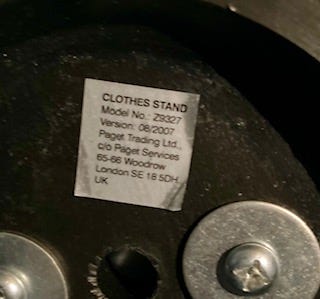 CLOTHES STAND
Model No.: Z9327
Version: 08/2007
Paget Trading Ltd.,
c/o Paget Services
65-66 Woodrow
London SE 18 5DH
UK